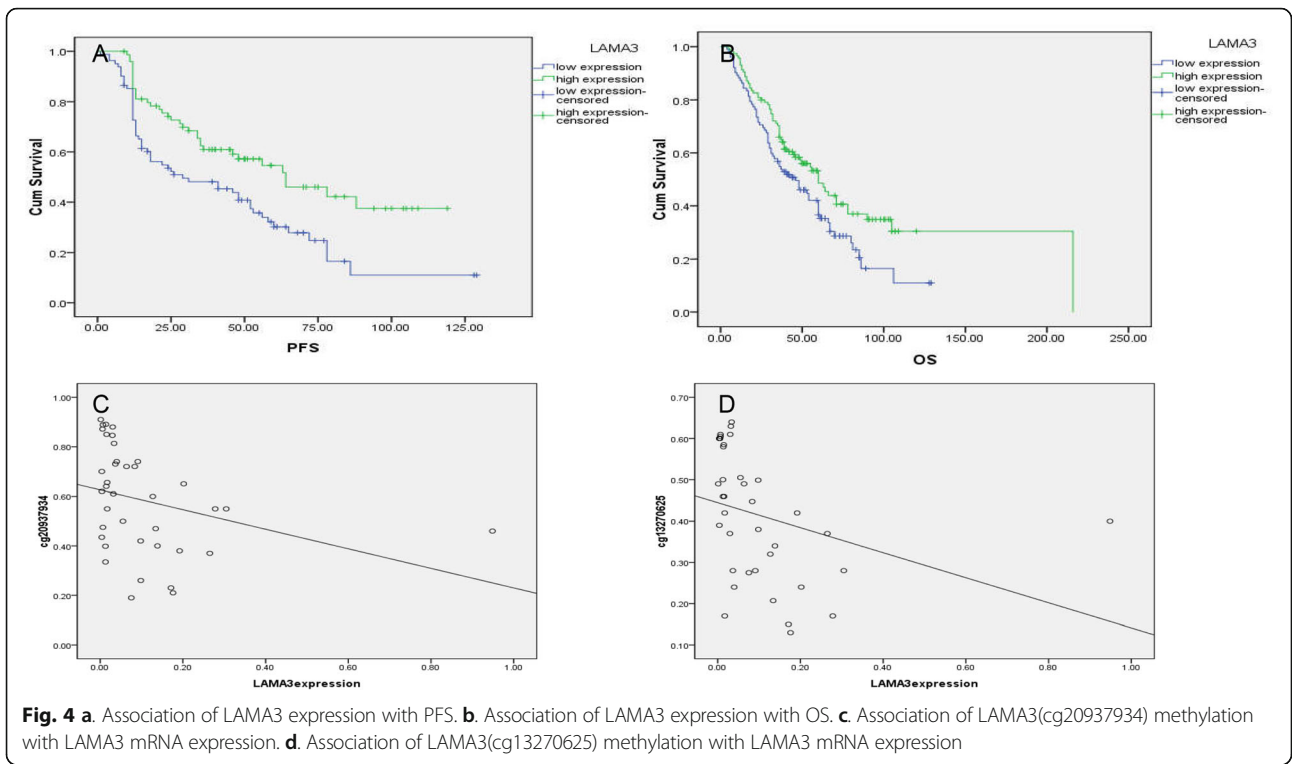 A
LAMA3
low expression
high expression
low expression-
censored
high expression-
censored
Cum Survival
1.0
0.8
0.6
0.4
0.2
0.0
0.00 25.00 50.00 75.00 100.00 125.00
PFS
B
LAMA3
low expression
high expression
low expression-
censored
high expression-
censored
Cum Survival
1.0
0.8
0.6
0.4
0.2
0.0
0.00 50.00 100.00 150.00 200.00 250.00
OS
C
cg20937934
1.00
0.80
0.60
0.40
0.20
0.00
0.00 0.20 0.40 0.60 0.80 1.00
LAMA3expression
D
cg13270625
0.70
0.60
0.50
0.40
0.30
0.20
0.10
0.00 0.20 0.40 0.60 0.80 1.00
LAMA3expression
Fig. 4 a. Association of LAMA3 expression with PFS. b. Association of LAMA3 expression with OS. c. Association of LAMA3(cg20937934) methylation
with LAMA3 mRNA expression. d. Association of LAMA3(cg13270625) methylation with LAMA3 mRNA expression